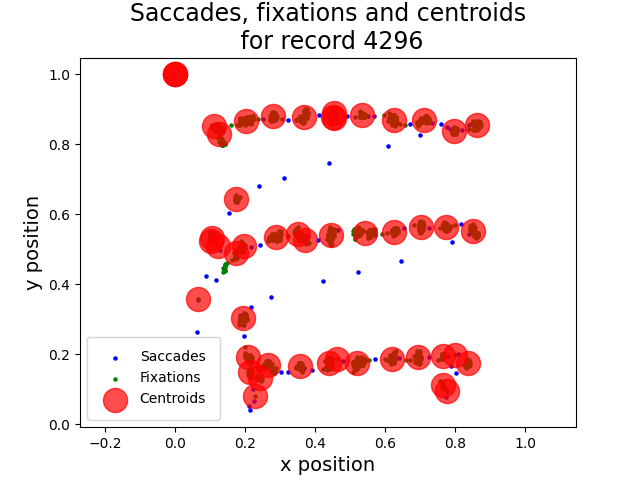 Saccades, fixations and centroids
for record 4296
1.0
0.8
0.6
0.4
0.2
0.0
y position
Saccades
Fixations
Centroids
−0.2
0.0
0.2
0.4
0.6
0.8
1.0
x position